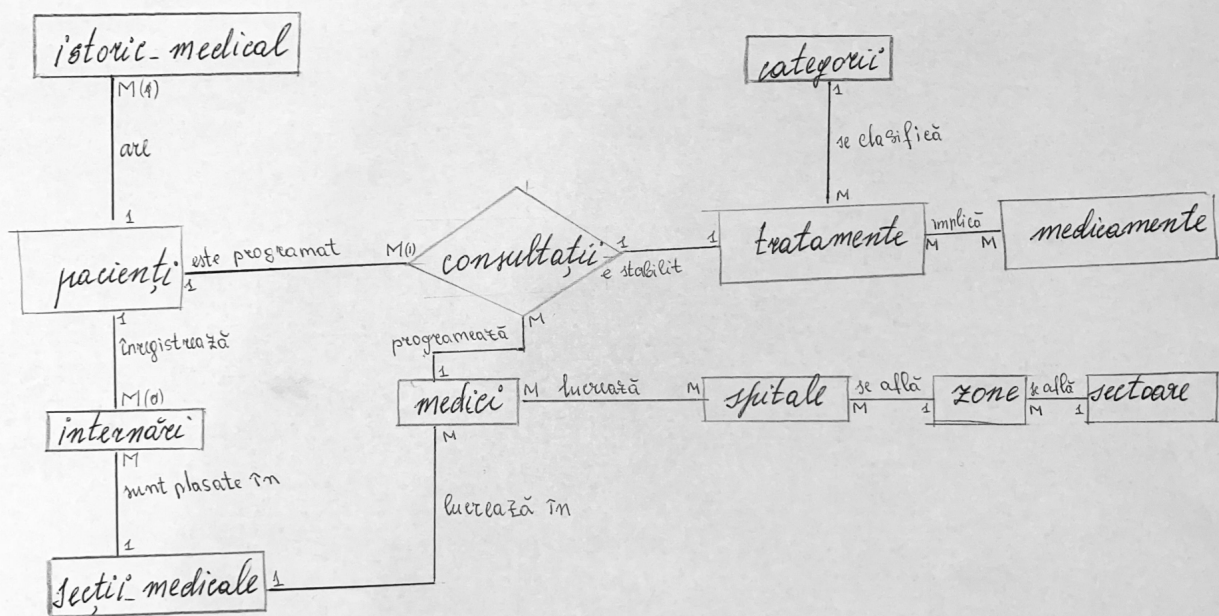 istoric_medical
categorii
M(1)
1
are
se clasifică
1
M
pacienți
este programat
M(1)
1
consultații
1
e stabilit
1
tratamente
implică
M
M
medicamente
1
înregistrează
M
programează
1
M(0)
internări
medici
M
lucrează
M
spitale
se află
M
1
zone
se află
M
1
sectoare
M
M
sunt plasate în
lucrează în
1
secții_medicale
1